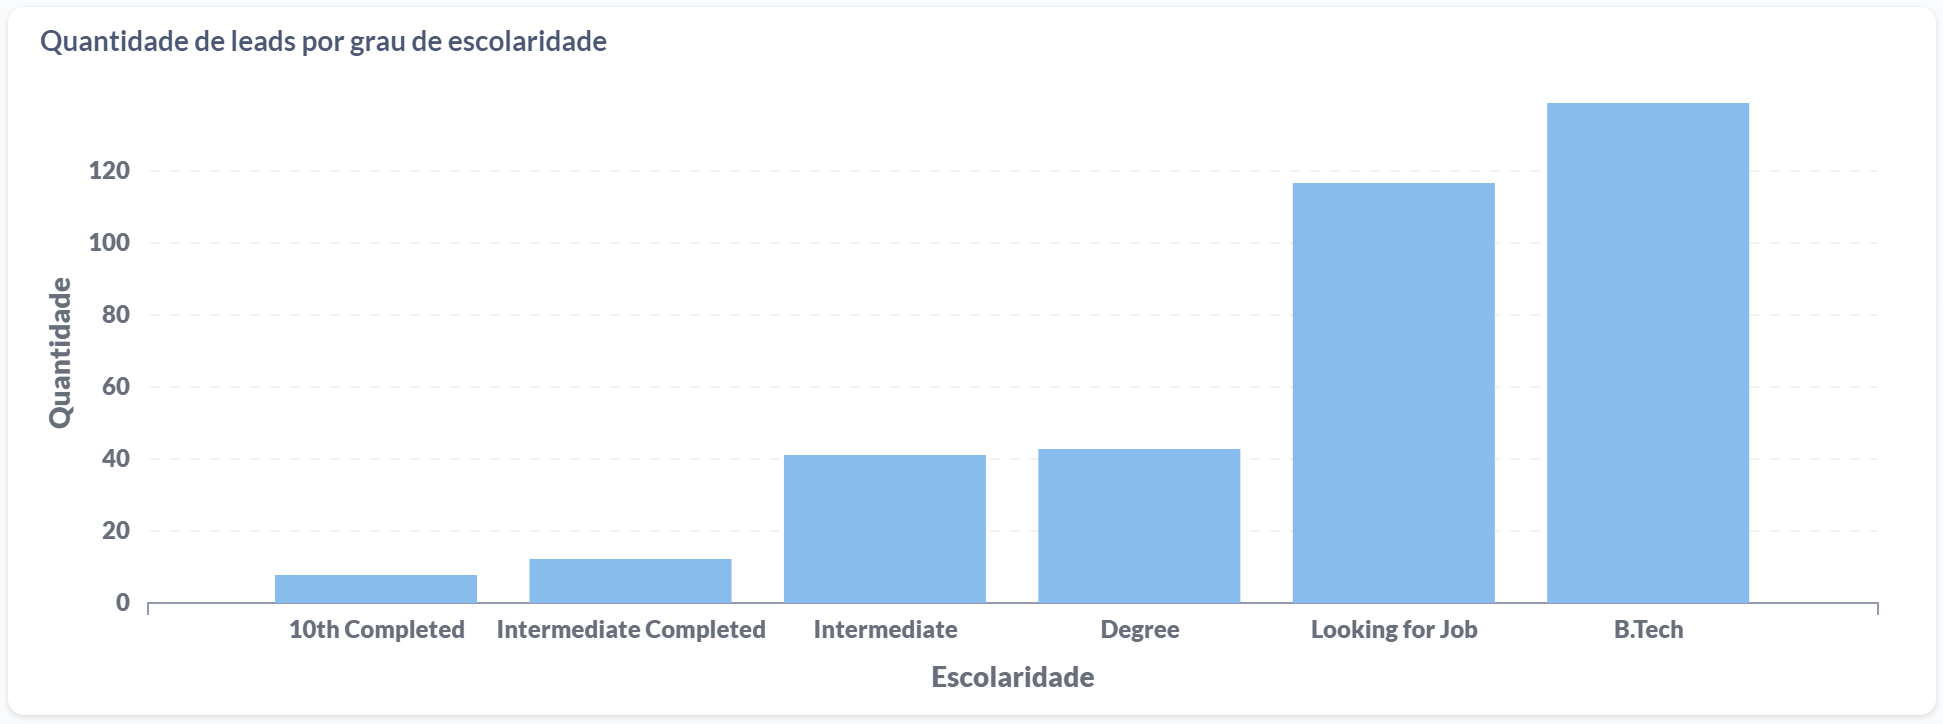 Quantidade de leads por grau de escolaridade
120
100
80
60
40
20
0
Quantidade
10th Completed
Intermediate Completed
Intermediate
Degree
Looking for Job
B.Tech
Escolaridade